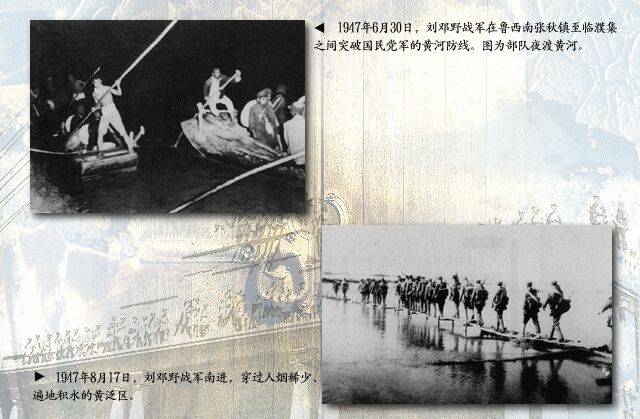 ◀ 1947年6月30日，刘邓野战军在鲁西南张秋镇至临濮集
之间突破国民党军的黄河防线。图为部队夜渡黄河。
▶ 1947年8月17日，刘邓野战军南进，穿过人烟稀少、
遍地积水的黄泛区。